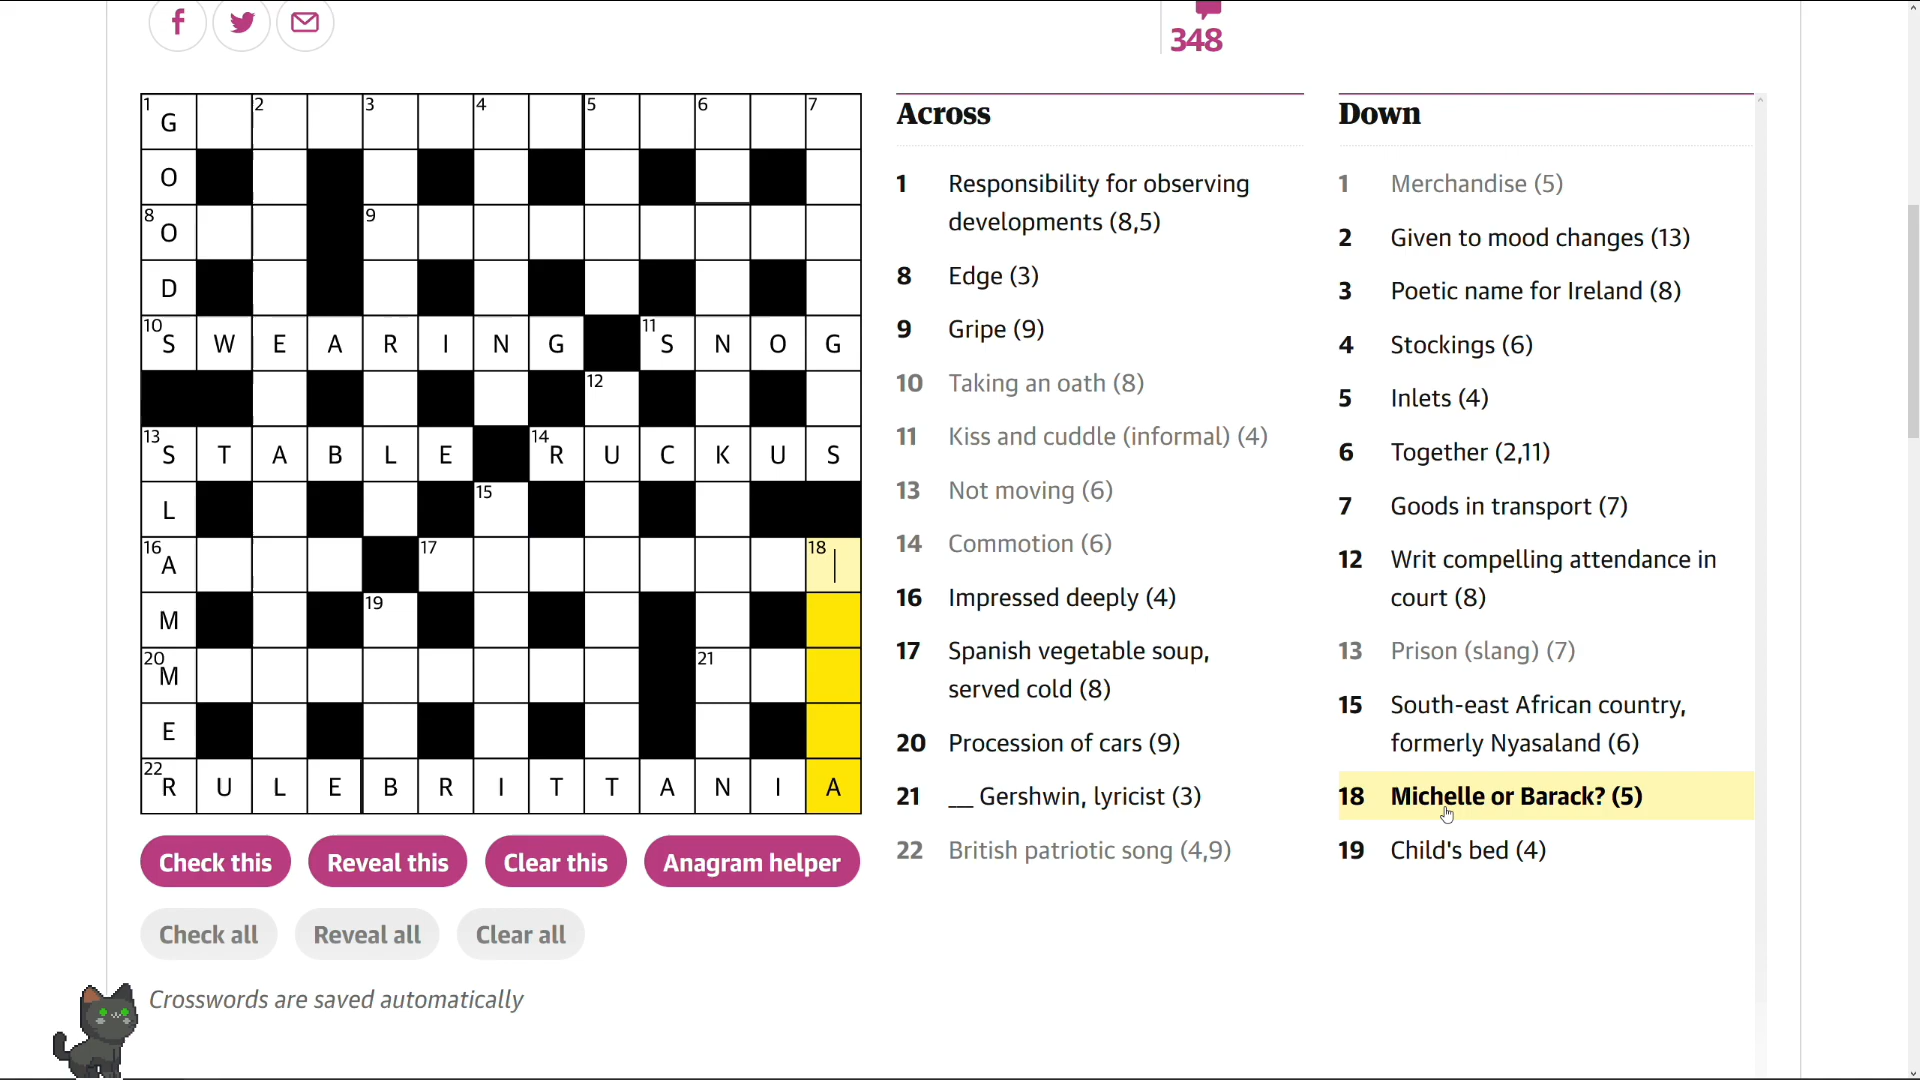 348
1 G 2 3 4 5 6 7
O
8 O 9
D
10 S W E A R I N G 11 S N O G
12
13 S T A B L E 14 R U C K U S
L 15
16 A 17 18
M 19
20 M 21
E
22 R U L E B R I T T A N I A
Check this Reveal this Clear this Anagram helper
Check all Reveal all Clear all
Crosswords are saved automatically
Across
1 Responsibility for observing
developments (8,5)
8 Edge (3)
9 Gripe (9)
10 Taking an oath (8)
11 Kiss and cuddle (informal) (4)
13 Not moving (6)
14 Commotion (6)
16 Impressed deeply (4)
17 Spanish vegetable soup,
served cold (8)
20 Procession of cars (9)
21 __ Gershwin, lyricist (3)
22 British patriotic song (4,9)
Down
1 Merchandise (5)
2 Given to mood changes (13)
3 Poetic name for Ireland (8)
4 Stockings (6)
5 Inlets (4)
6 Together (2,11)
7 Goods in transport (7)
12 Writ compelling attendance in
court (8)
13 Prison (slang) (7)
15 South-east African country,
formerly Nyasaland (6)
18 Michelle or Barack? (5)
19 Child's bed (4)